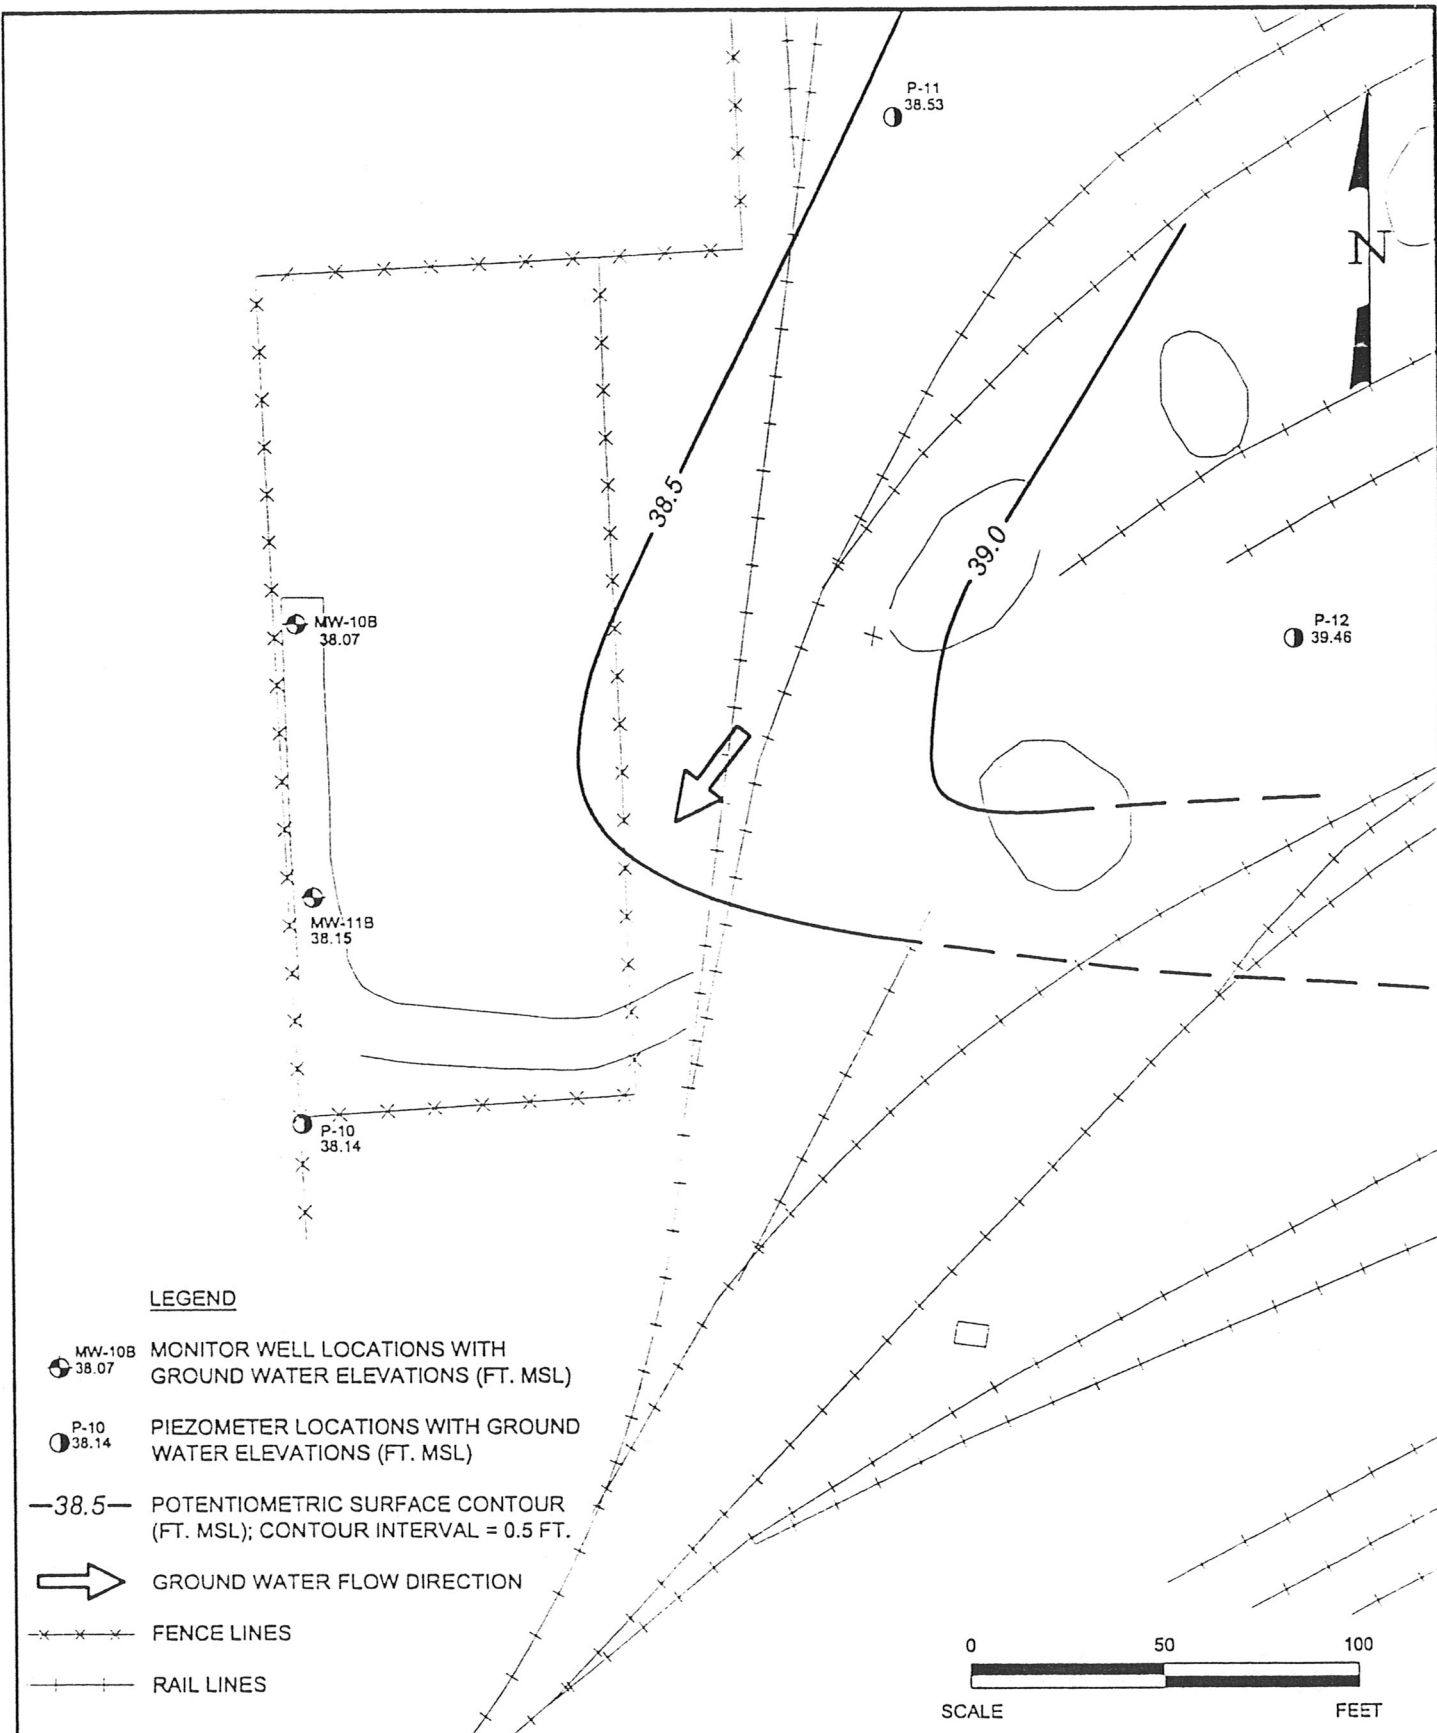 P-11
38.53
N
38.5
39.0
MW-10B
38.07
P-12
39.46
MW-11B
38.15
P-10
38.14
LEGEND
MW-10B
38.07
MONITOR WELL LOCATIONS WITH
GROUND WATER ELEVATIONS (FT. MSL)
P-10
38.14
PIEZOMETER LOCATIONS WITH GROUND
WATER ELEVATIONS (FT. MSL)
38.5
POTENTIOMETRIC SURFACE CONTOUR
(FT. MSL); CONTOUR INTERVAL = 0.5 FT.
GROUND WATER FLOW DIRECTION
FENCE LINES
RAIL LINES
0 50 100
SCALE FEET